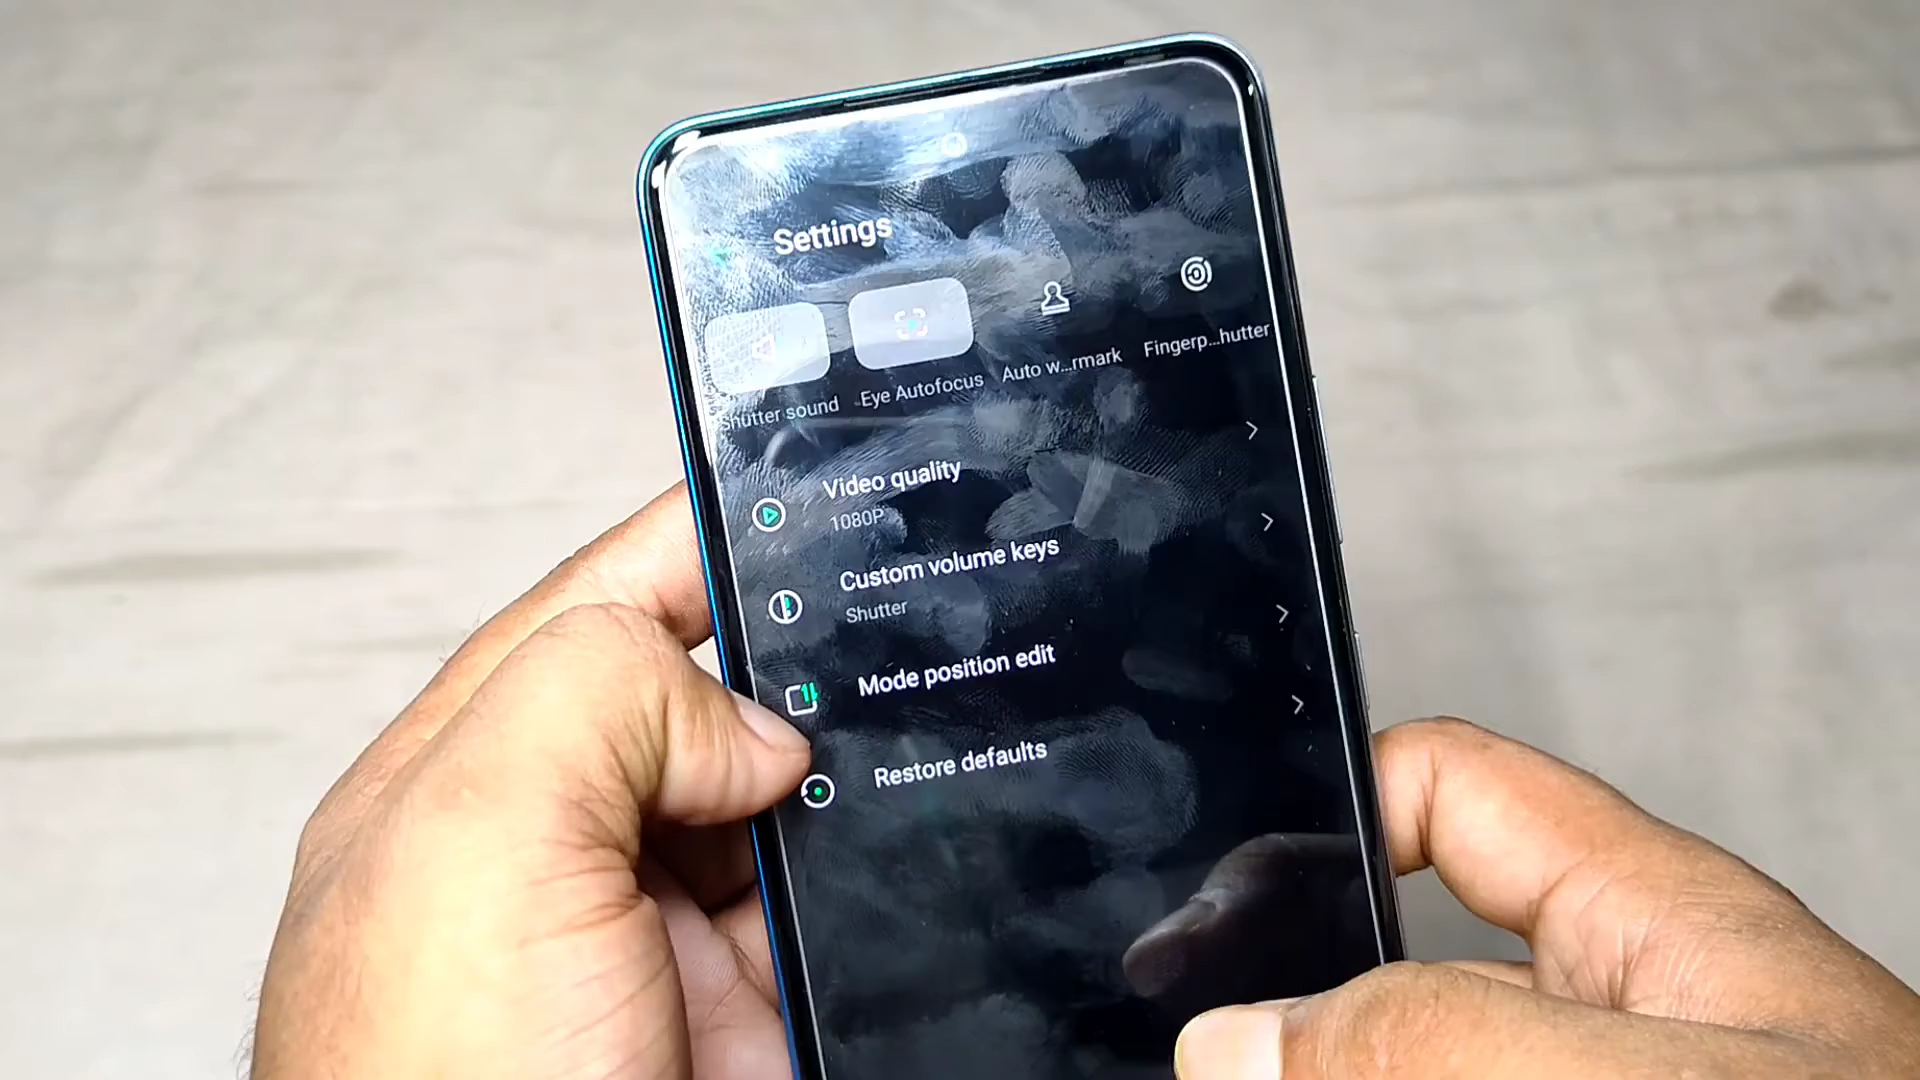 Settings
Shutter sound
Eye Autofocus
Auto w...rmark
Fingerp...hutter
Video quality
1080P
Custom volume keys
Shutter
Mode position edit
Restore defaults